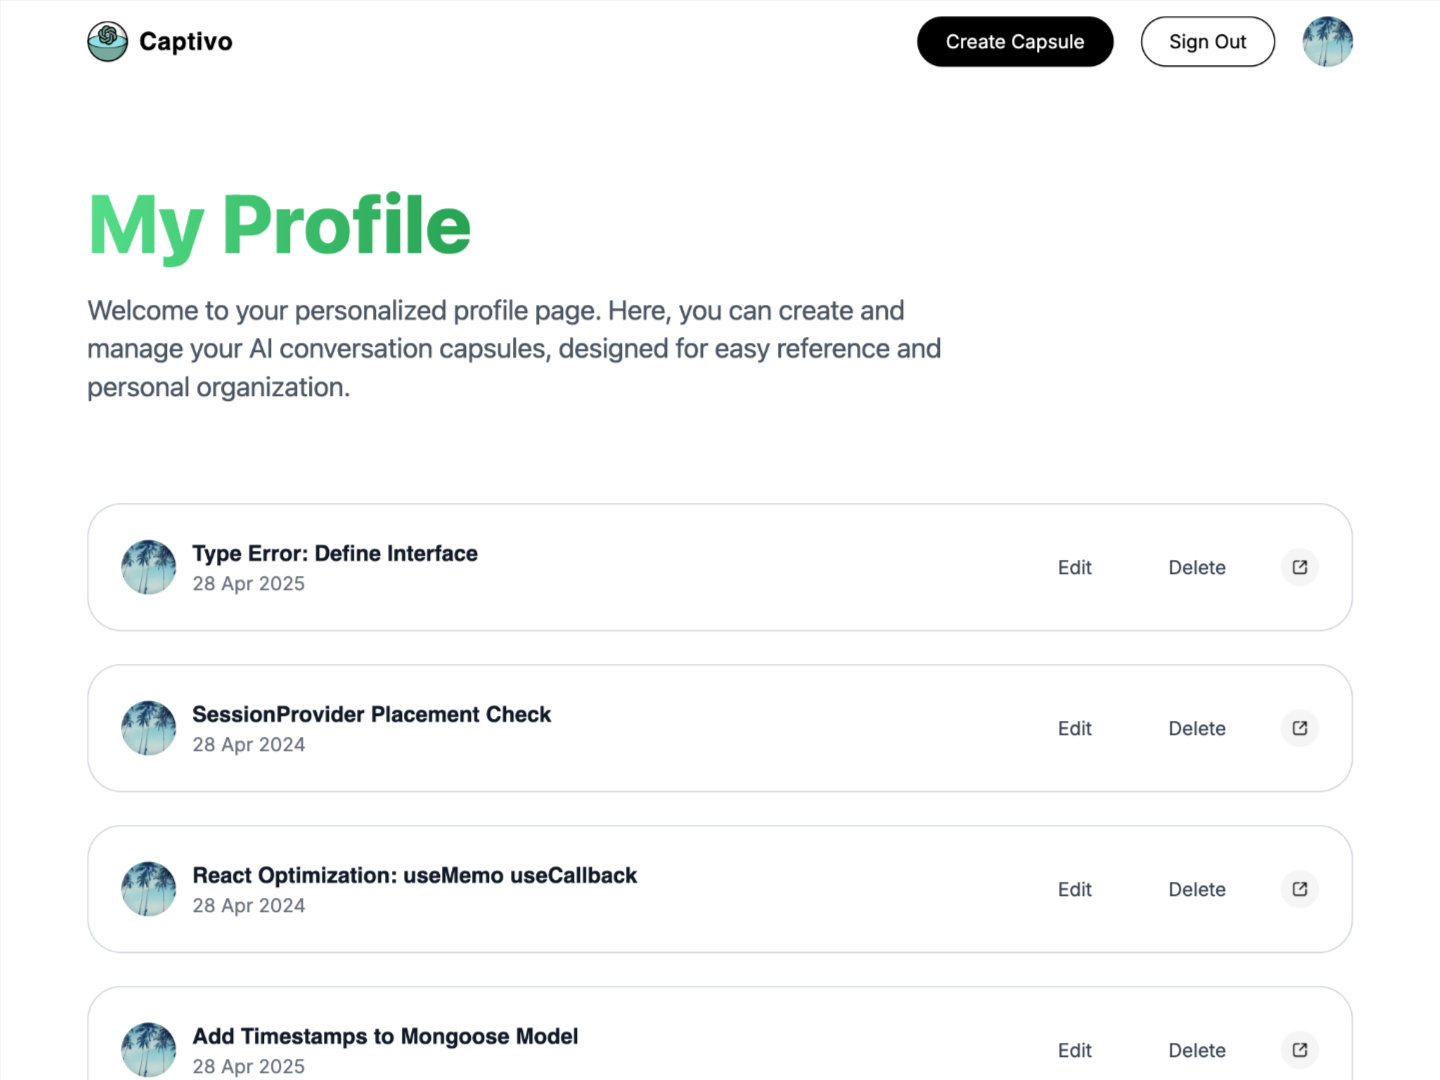 Captivo
Create Capsule
Sign Out
My Profile
Welcome to your personalized profile page. Here, you can create and
manage your AI conversation capsules, designed for easy reference and
personal organization.
Type Error: Define Interface
28 Apr 2025
Edit
Delete
SessionProvider Placement Check
28 Apr 2024
Edit
Delete
React Optimization: useMemo useCallback
28 Apr 2024
Edit
Delete
Add Timestamps to Mongoose Model
28 Apr 2025
Edit
Delete